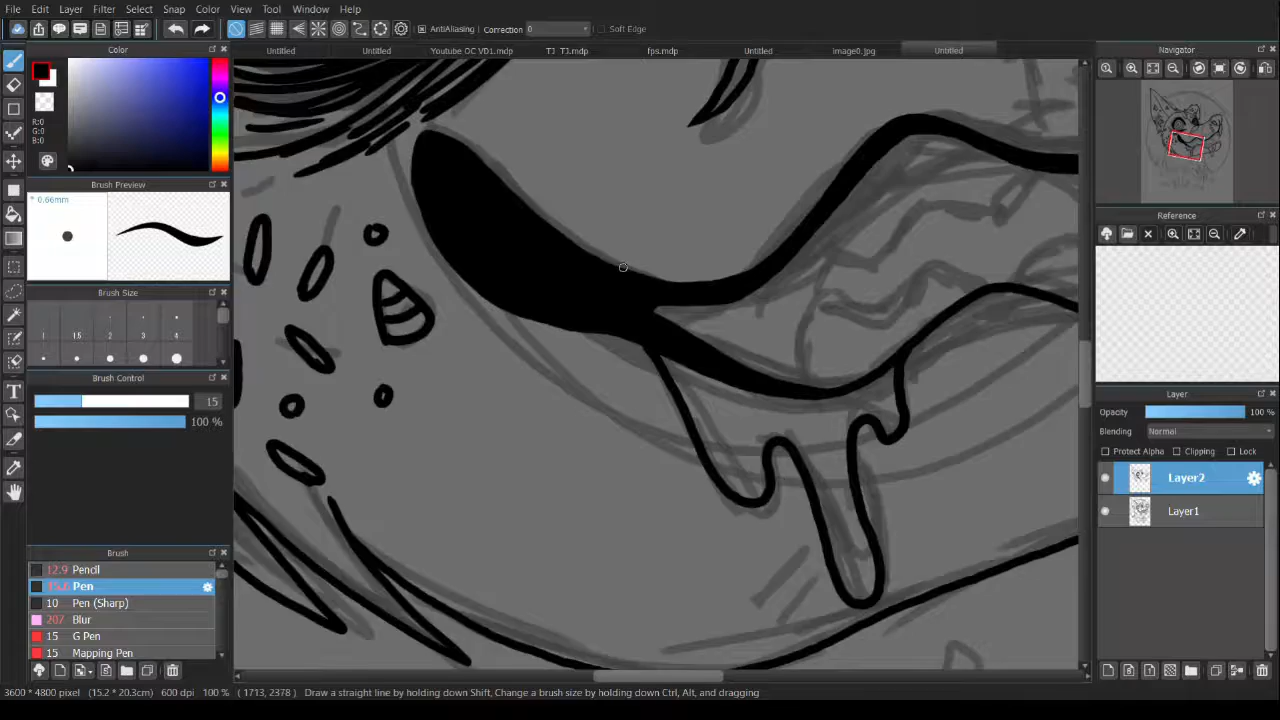 File Edit Layer Filter Select Snap Color View Tool Window Help
AntiAliasing Correction 0 Soft Edge
Color
Untitled Untitled Youtube OC VD1.mdp TJ_TJ.mdp fps.mdp Untitled image0.jpg Untitled
Navigator
R:0
G:0
B:0
Brush Preview
* 0.66mm
Reference
Brush Size
1 1.5 2 3 4
Brush Control
15
100 %
Layer
Opacity 100 %
Blending Normal
Protect Alpha Clipping Lock
Layer2
Layer1
Brush
12.9 Pencil
15.0 Pen
10 Pen (Sharp)
207 Blur
15 G Pen
15 Mapping Pen
3600 * 4800 pixel (15.2 * 20.3cm) 600 dpi 100 % ( 1713, 2378 ) Draw a straight line by holding down Shift, Change a brush size by holding down Ctrl, Alt, and dragging